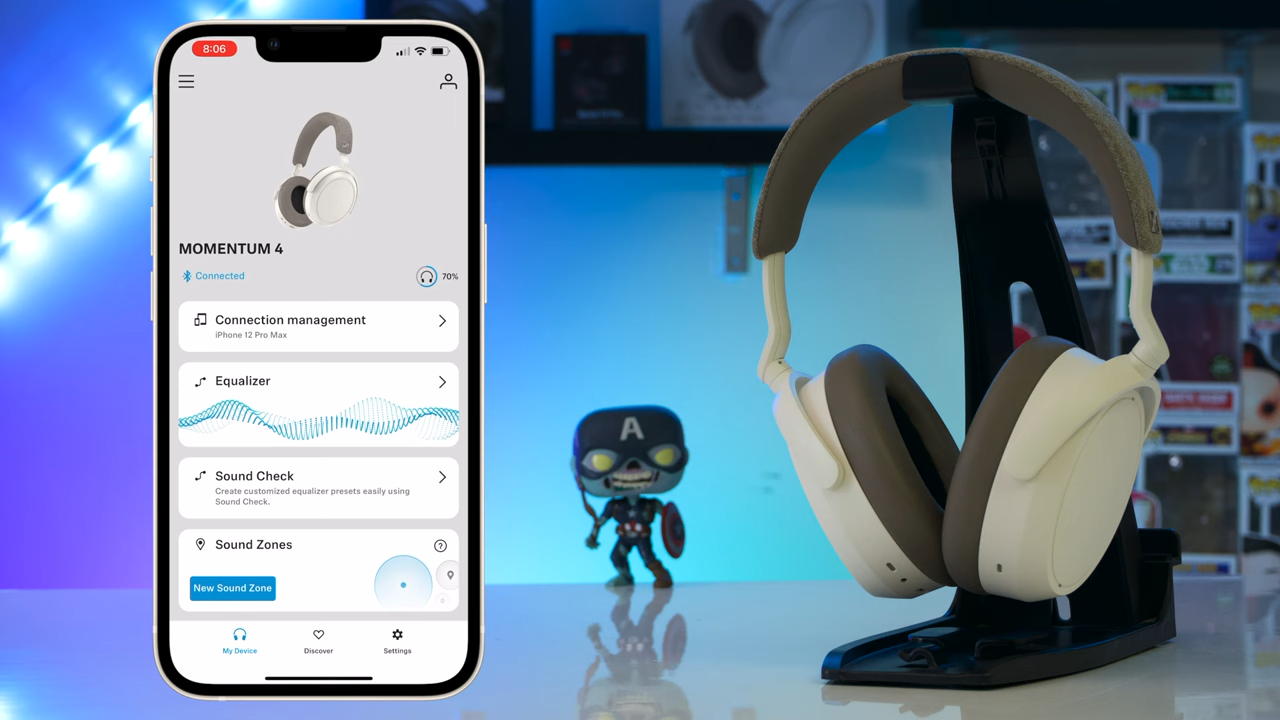 8:06
MOMENTUM 4
Connected
70%
Connection management
iPhone 12 Pro Max
Equalizer
Sound Check
Create customized equalizer presets easily using
Sound Check.
Sound Zones
New Sound Zone
My Device
Discover
Settings
A